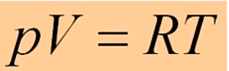 pV = RT